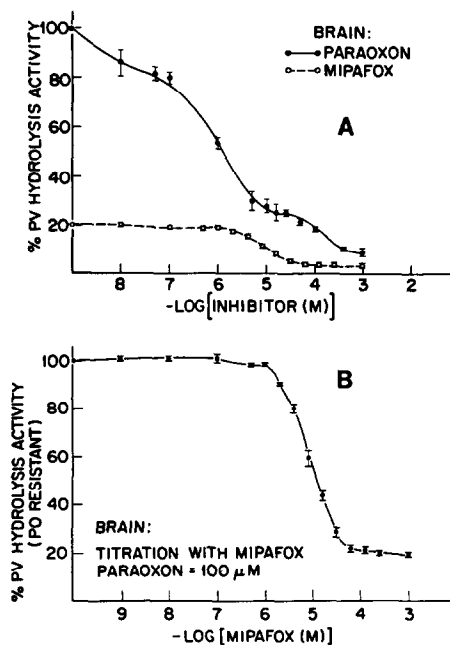 BRAIN:
PARAOXON
MIPAFOX
A
% PV HYDROLYSIS ACTIVITY
100
80
60
40
20
8 7 6 5 4 3 2
-LOG[INHIBITOR (M)]
B
% PV HYDROLYSIS ACTIVITY
(PO RESISTANT)
100
80
60
40
20
BRAIN:
TITRATION WITH MIPAFOX
PARAOXON = 100 μM
9 8 7 6 5 4 3 2
-LOG[MIPAFOX (M)]